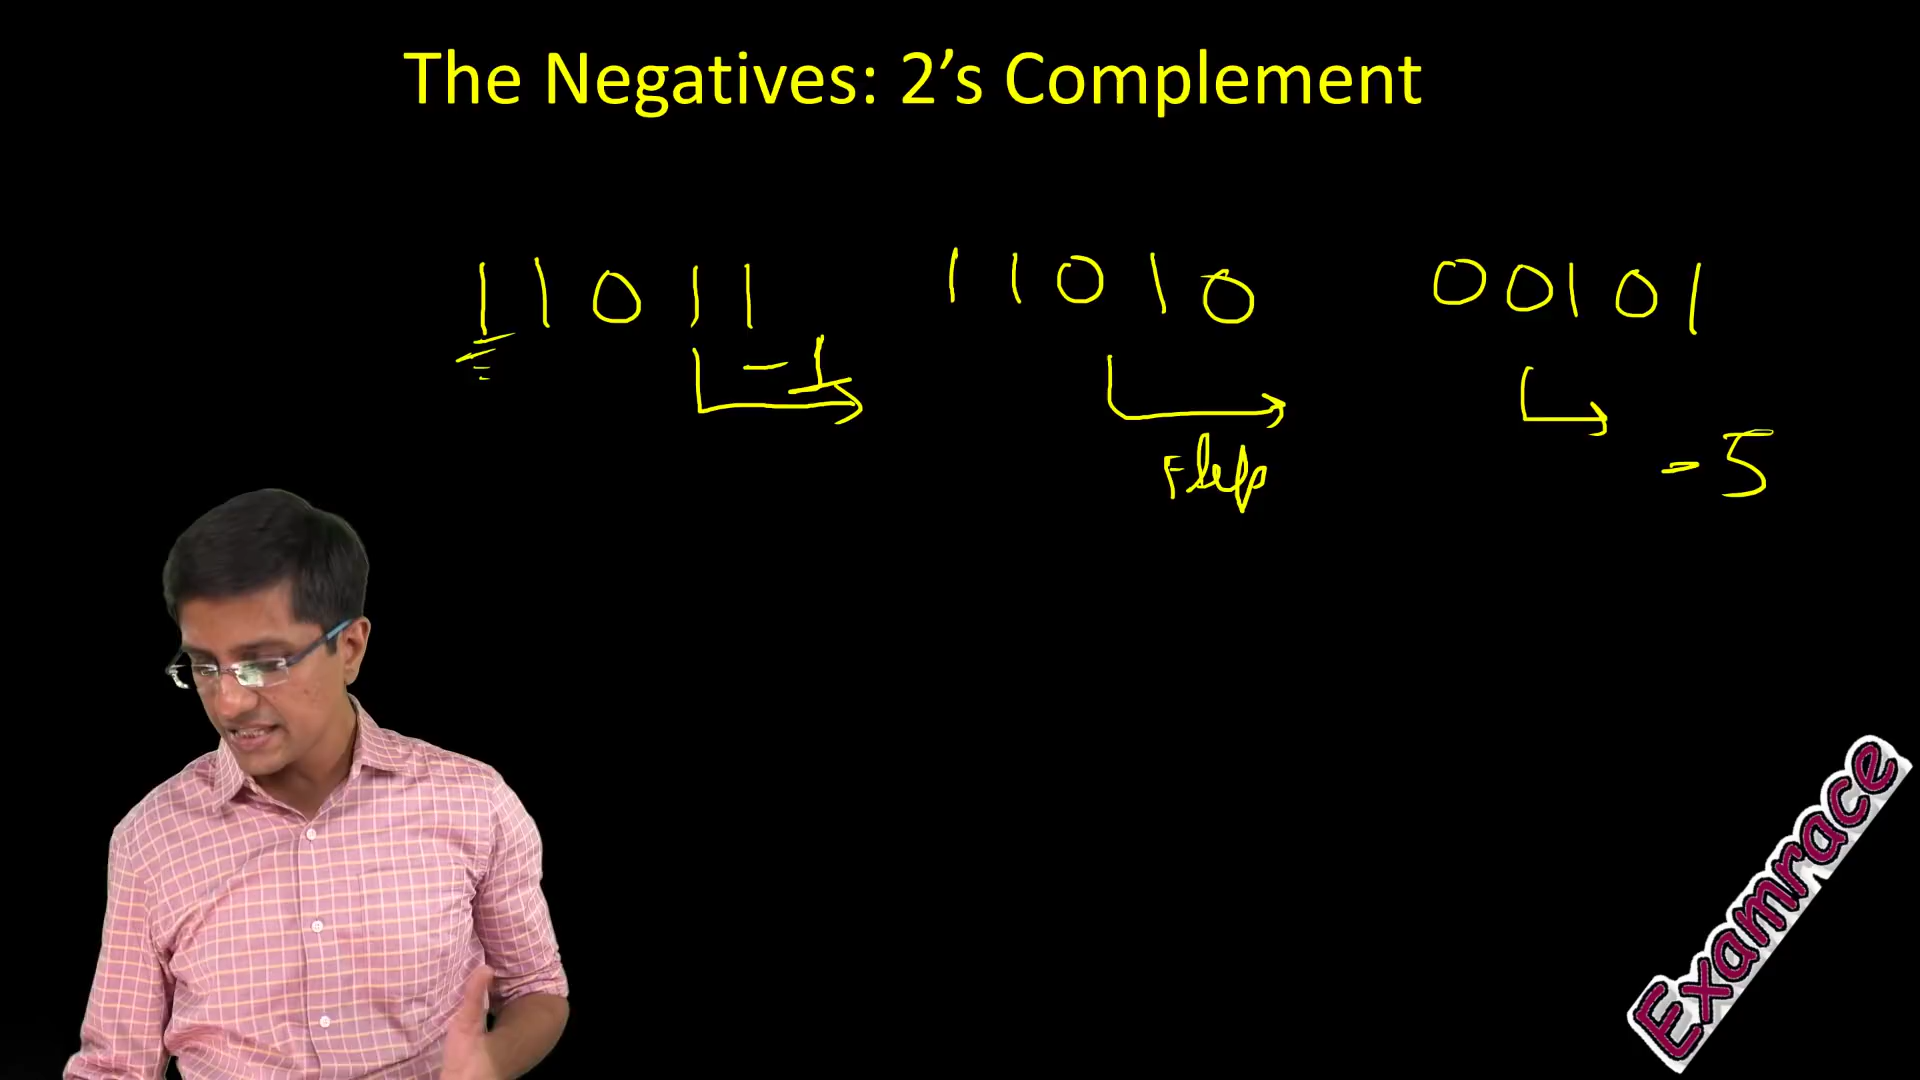 The Negatives: 2's Complement
11011 11010 00101
-1
Flip
-5
Examrace